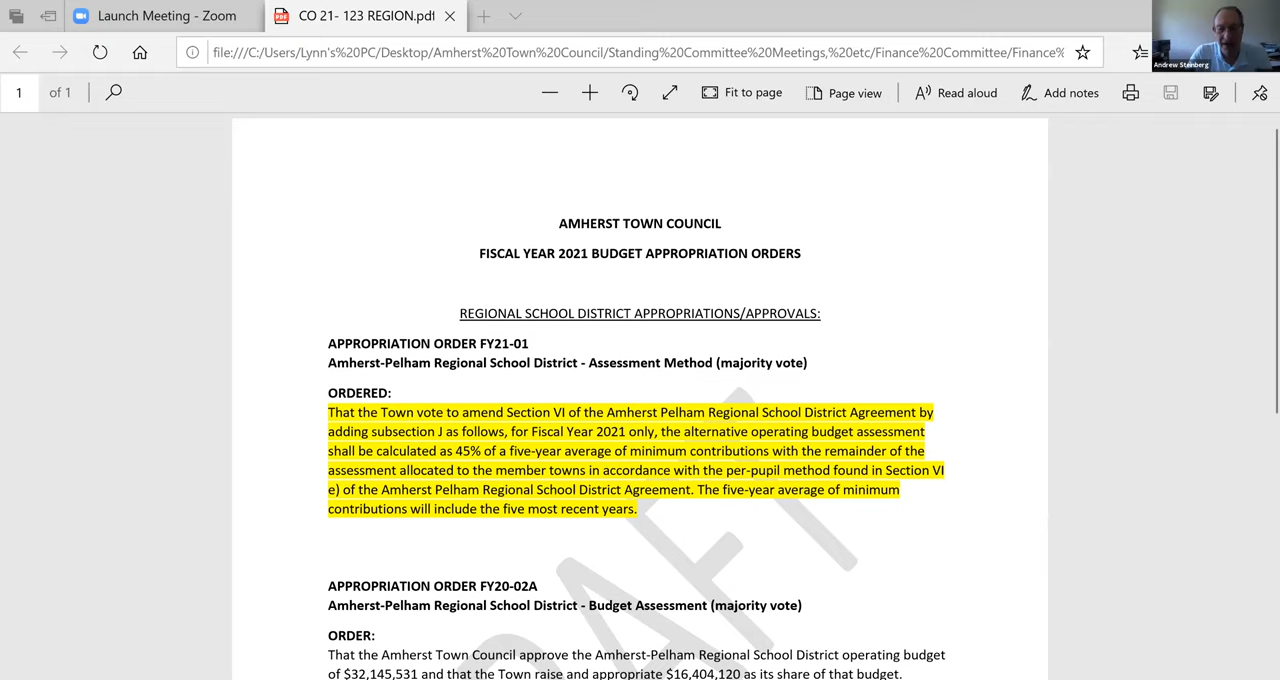 Launch Meeting - Zoom
CO 21- 123 REGION.pdf
file:///C:/Users/Lynn's%20PC/Desktop/Amherst%20Town%20Council/Standing%20Committee%20Meetings,%20etc/Finance%20Committee/Finance%
Andrew Steinberg
1 of 1
Fit to page
Page view
Read aloud
Add notes
AMHERST TOWN COUNCIL
FISCAL YEAR 2021 BUDGET APPROPRIATION ORDERS
REGIONAL SCHOOL DISTRICT APPROPRIATIONS/APPROVALS:
APPROPRIATION ORDER FY21-01
Amherst-Pelham Regional School District - Assessment Method (majority vote)
ORDERED:
That the Town vote to amend Section VI of the Amherst Pelham Regional School District Agreement by
adding subsection J as follows, for Fiscal Year 2021 only, the alternative operating budget assessment
shall be calculated as 45% of a five-year average of minimum contributions with the remainder of the
assessment allocated to the member towns in accordance with the per-pupil method found in Section VI
e) of the Amherst Pelham Regional School District Agreement. The five-year average of minimum
contributions will include the five most recent years.
APPROPRIATION ORDER FY20-02A
Amherst-Pelham Regional School District - Budget Assessment (majority vote)
ORDER:
That the Amherst Town Council approve the Amherst-Pelham Regional School District operating budget
of $32,145,531 and that the Town raise and appropriate $16,404,120 as its share of that budget.
DRAFT